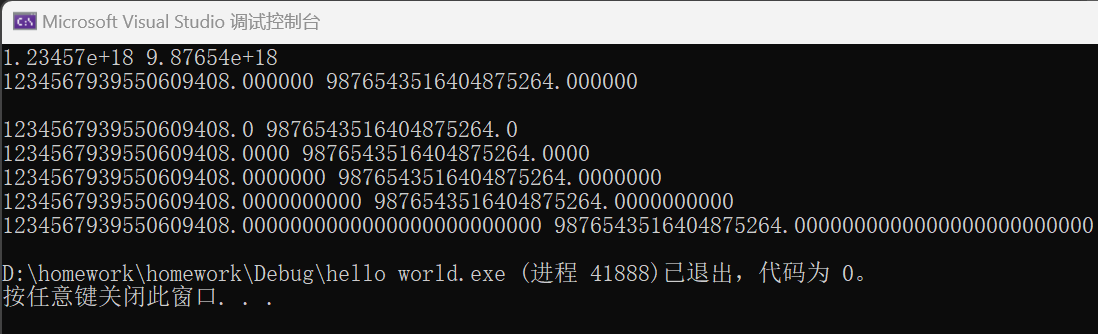 Microsoft Visual Studio 调试控制台
1.23457e+18 9.87654e+18
1234567939550609408.000000 9876543516404875264.000000
1234567939550609408.0 9876543516404875264.0
1234567939550609408.0000 9876543516404875264.0000
1234567939550609408.0000000 9876543516404875264.0000000
1234567939550609408.0000000000 9876543516404875264.0000000000
1234567939550609408.0000000000000000000000000 9876543516404875264.0000000000000000000000000
D:\homework\homework\Debug\hello world.exe (进程 41888)已退出，代码为 0。
按任意键关闭此窗口. . .